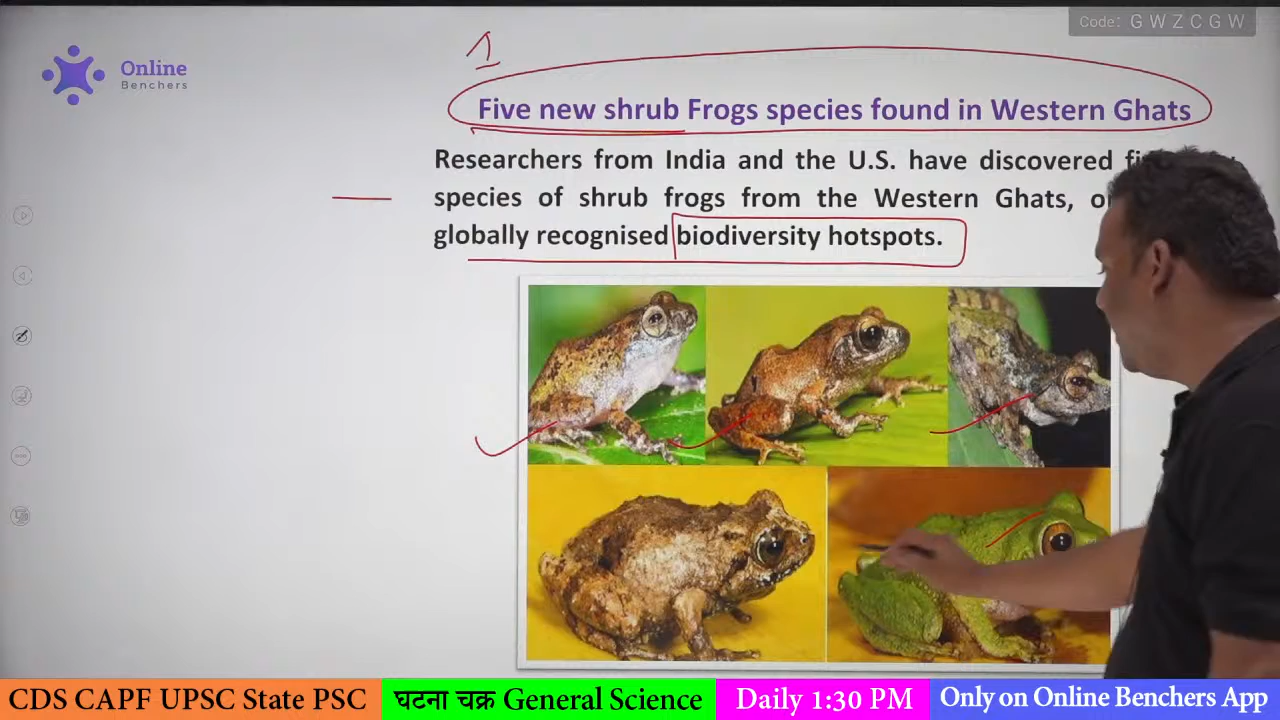 Code: G W Z C G W
Online
Benchers
1
Five new shrub Frogs species found in Western Ghats
Researchers from India and the U.S. have discovered
species of shrub frogs from the Western Ghats,
globally recognised biodiversity hotspots.
CDS CAPF UPSC State PSC
घटना चक्र General Science
Daily 1:30 PM
Only on Online Benchers App